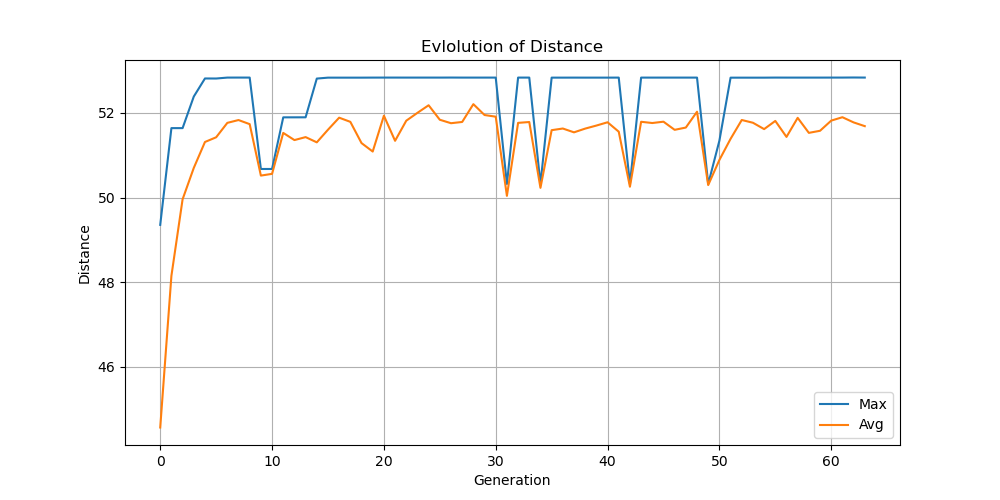 Evlolution of Distance
Distance
52
50
48
46
0 10 20 30 40 50 60
Generation
Max
Avg